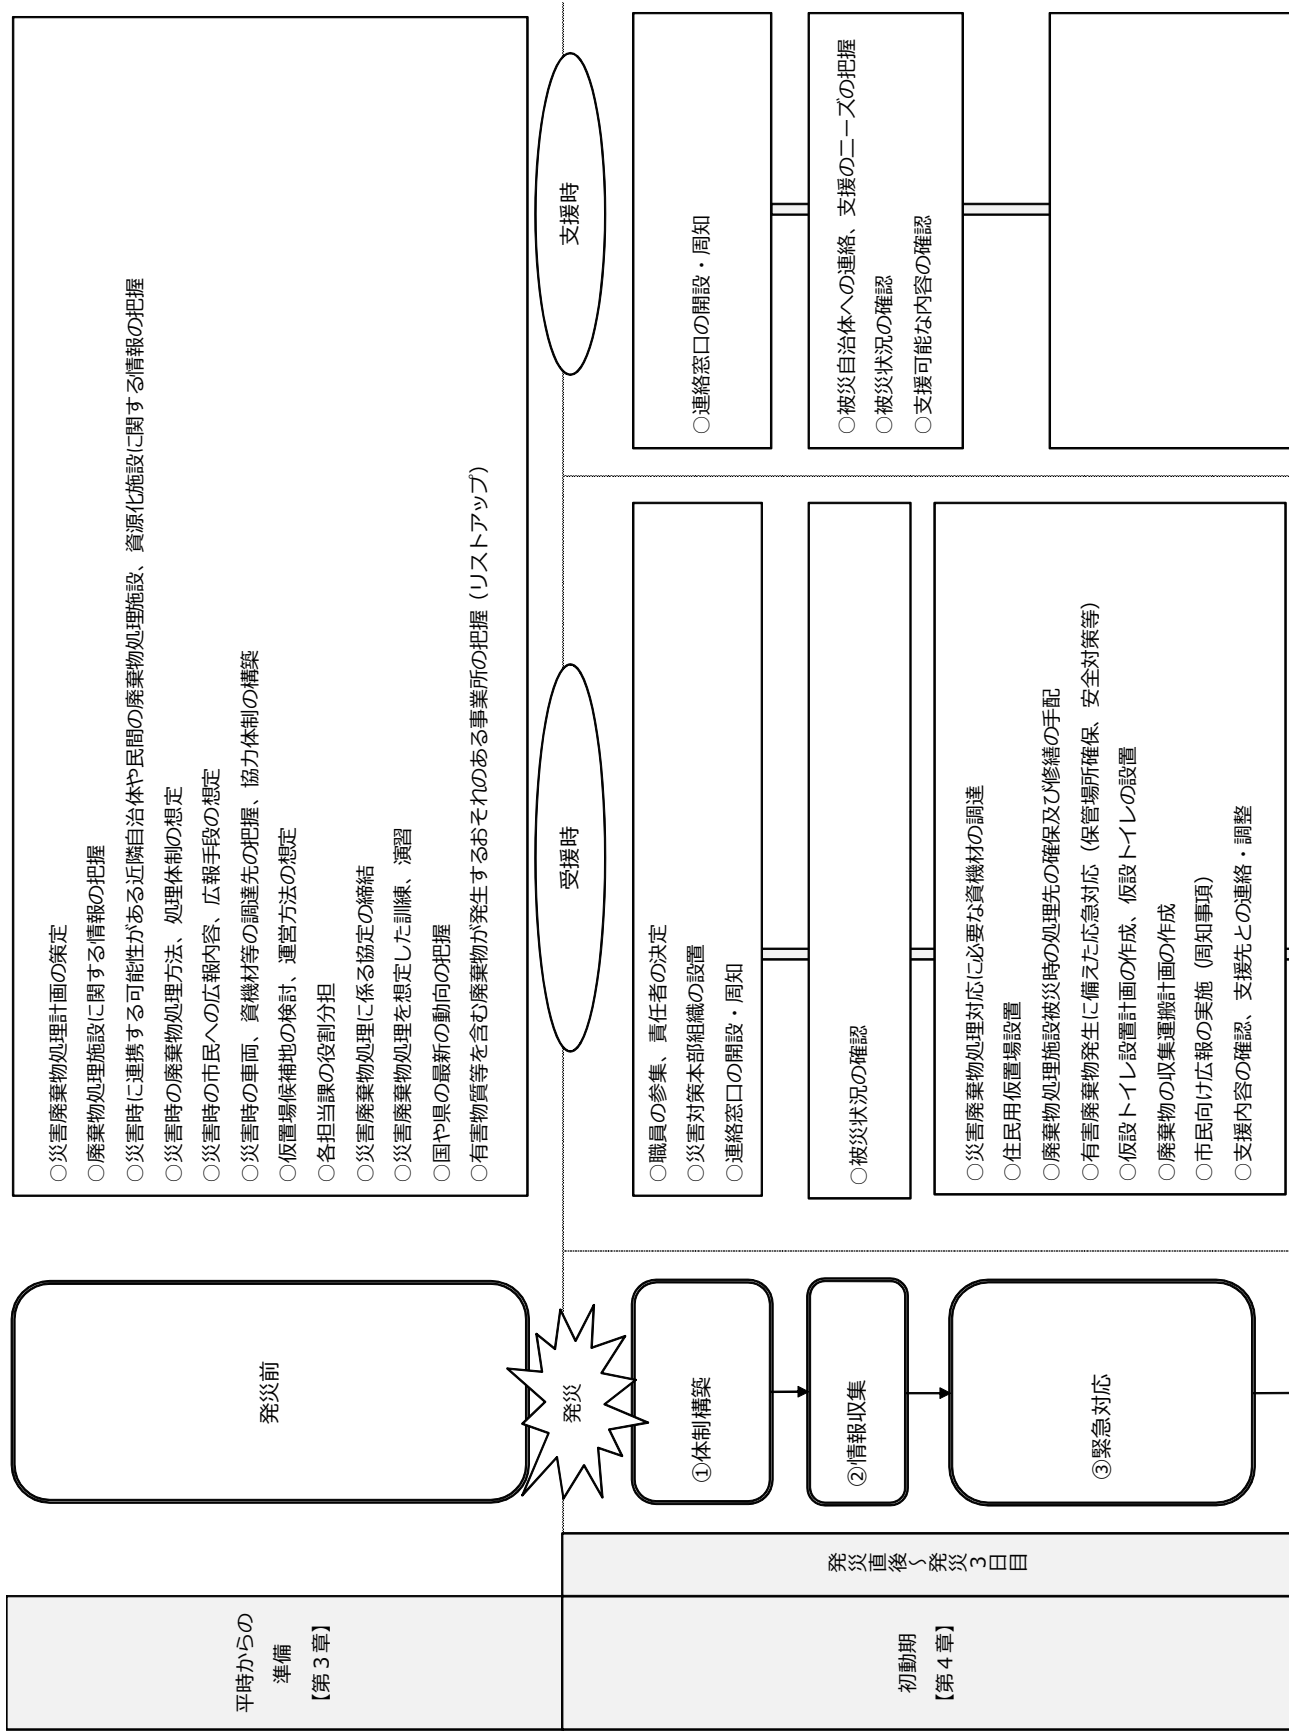 平時からの
準備
【第３章】
発災前
○災害廃棄物処理計画の策定
○廃棄物処理施設に関する情報の把握
○災害時に連携する可能性がある近隣自治体や民間の廃棄物処理施設、資源化施設に関する情報の把握
○災害時の廃棄物処理方法、処理体制の想定
○災害時の市民への広報内容、広報手段の想定
○災害時の車両、資機材等の調達先の把握、協力体制の構築
○仮置場候補地の検討、運営方法の想定
○各担当課の役割分担
○災害廃棄物処理に係る協定の締結
○災害廃棄物処理を想定した訓練、演習
○国や県の最新の動向の把握
○有害物質等を含む廃棄物が発生するおそれのある事業所の把握（リストアップ）
発災
受援時
支援時
初動期
【第４章】
発災直後～発災３日目
①体制構築
○職員の参集、責任者の決定
○災害対策本部組織の設置
○連絡窓口の開設・周知
○連絡窓口の開設・周知
②情報収集
○被災状況の確認
○被災自治体への連絡、支援のニーズの把握
○被災状況の確認
○支援可能な内容の確認
③緊急対応
○災害廃棄物処理対応に必要な資機材の調達
○住民用仮置場設置
○廃棄物処理施設被災時の処理先の確保及び修繕の手配
○有害廃棄物発生に備えた応急対応（保管場所確保、安全対策等）
○仮設トイレ設置計画の作成、仮設トイレの設置
○廃棄物の収集運搬計画の作成
○市民向け広報の実施（周知事項）
○支援内容の確認、支援先との連絡・調整